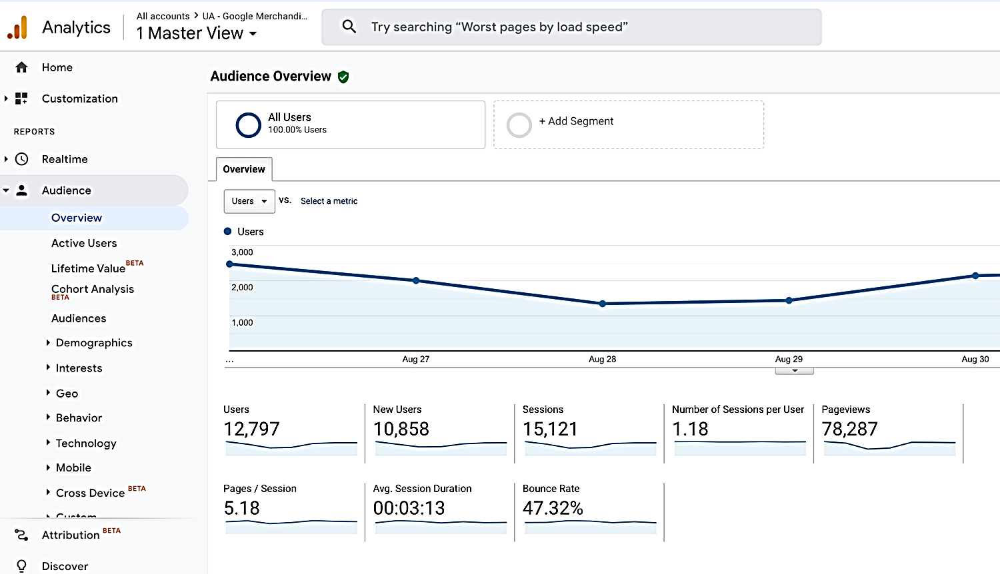 Analytics
All accounts > UA - Google Merchandi...
1 Master View
Try searching “Worst pages by load speed”
Home
Customization
REPORTS
Realtime
Audience
Overview
Active Users
Lifetime Value BETA
Cohort Analysis
BETA
Audiences
Demographics
Interests
Geo
Behavior
Technology
Mobile
Cross Device BETA
Custom
Attribution BETA
Discover
Audience Overview
All Users
100.00% Users
+ Add Segment
Overview
Users
VS.
Select a metric
Users
3,000
2,000
1,000
...
Aug 27
Aug 28
Aug 29
Aug 30
Users
12,797
New Users
10,858
Sessions
15,121
Number of Sessions per User
1.18
Pageviews
78,287
Pages / Session
5.18
Avg. Session Duration
00:03:13
Bounce Rate
47.32%